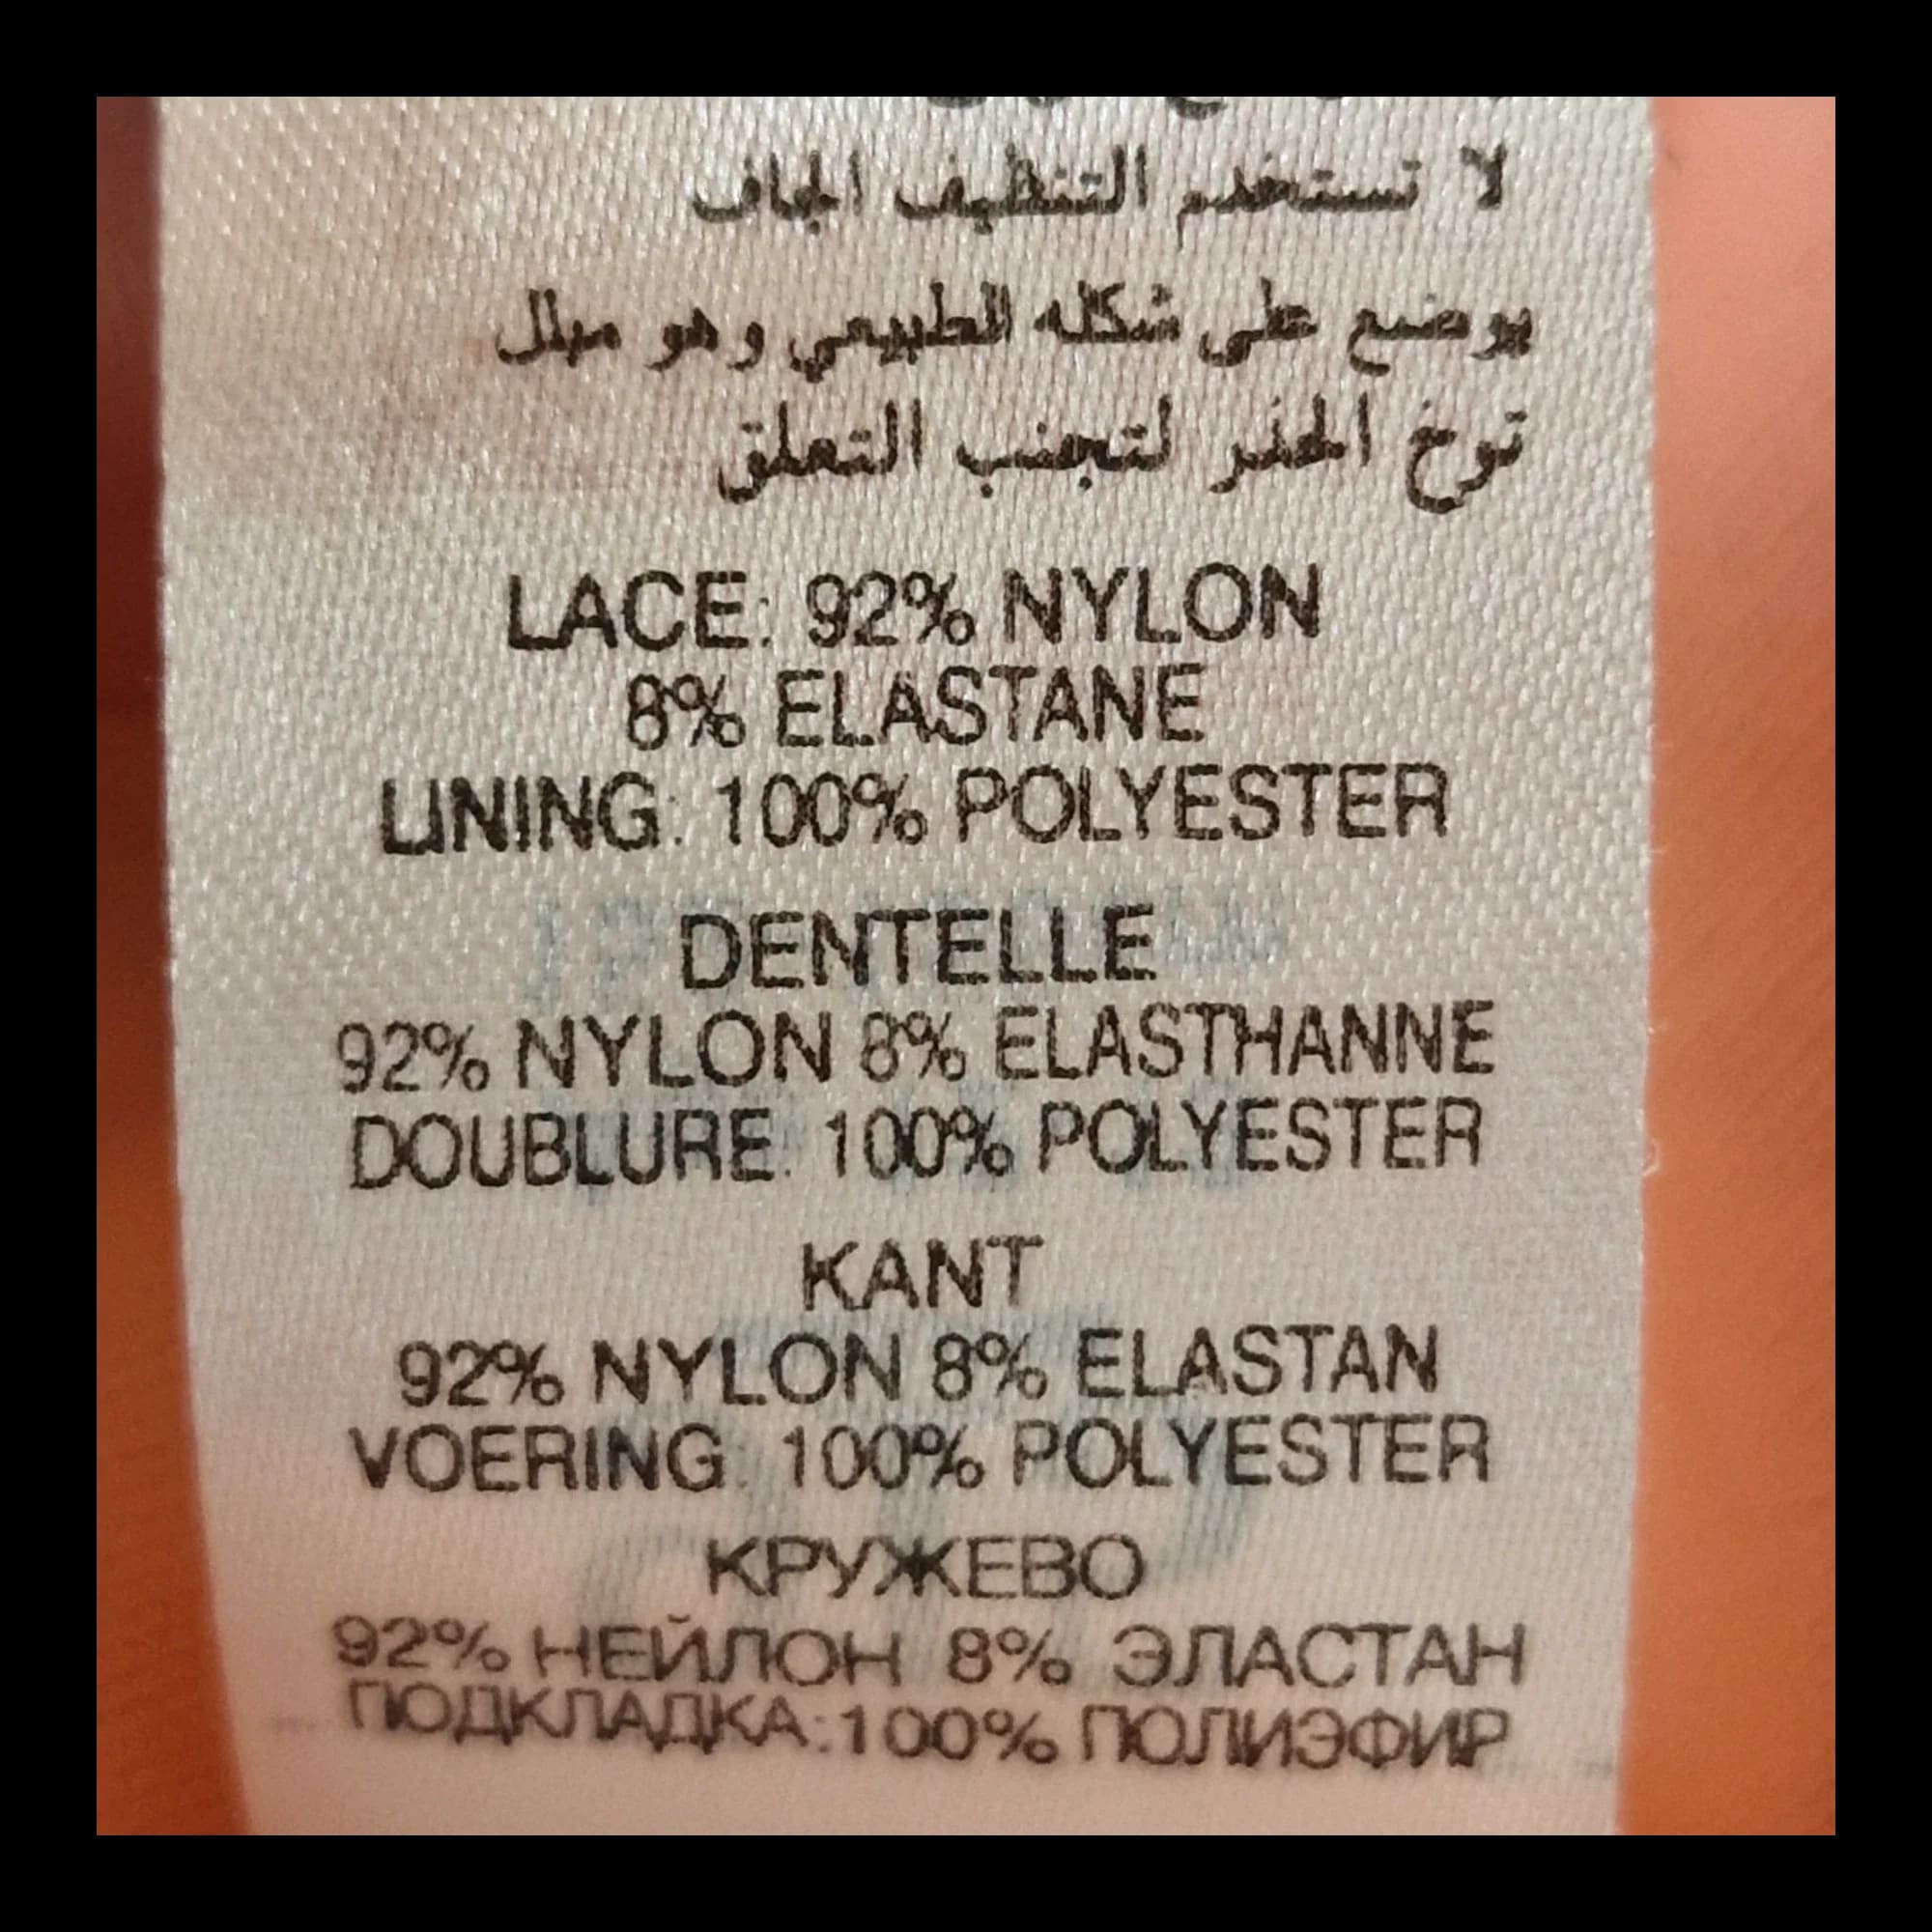 لا تستخدم التنظيف الجاف
يوضع على شكله الطبيعي وهو مبلل
توخ الحذر لتجنب التعلق
LACE: 92% NYLON
8% ELASTANE
LINING: 100% POLYESTER
DENTELLE
92% NYLON 8% ELASTHANNE
DOUBLURE: 100% POLYESTER
KANT
92% NYLON 8% ELASTAN
VOERING: 100% POLYESTER
КРУЖЕВО
92% НЕЙЛОН 8% ЭЛАСТАН
ПОДКЛАДКА:100% ПОЛИЭФИР